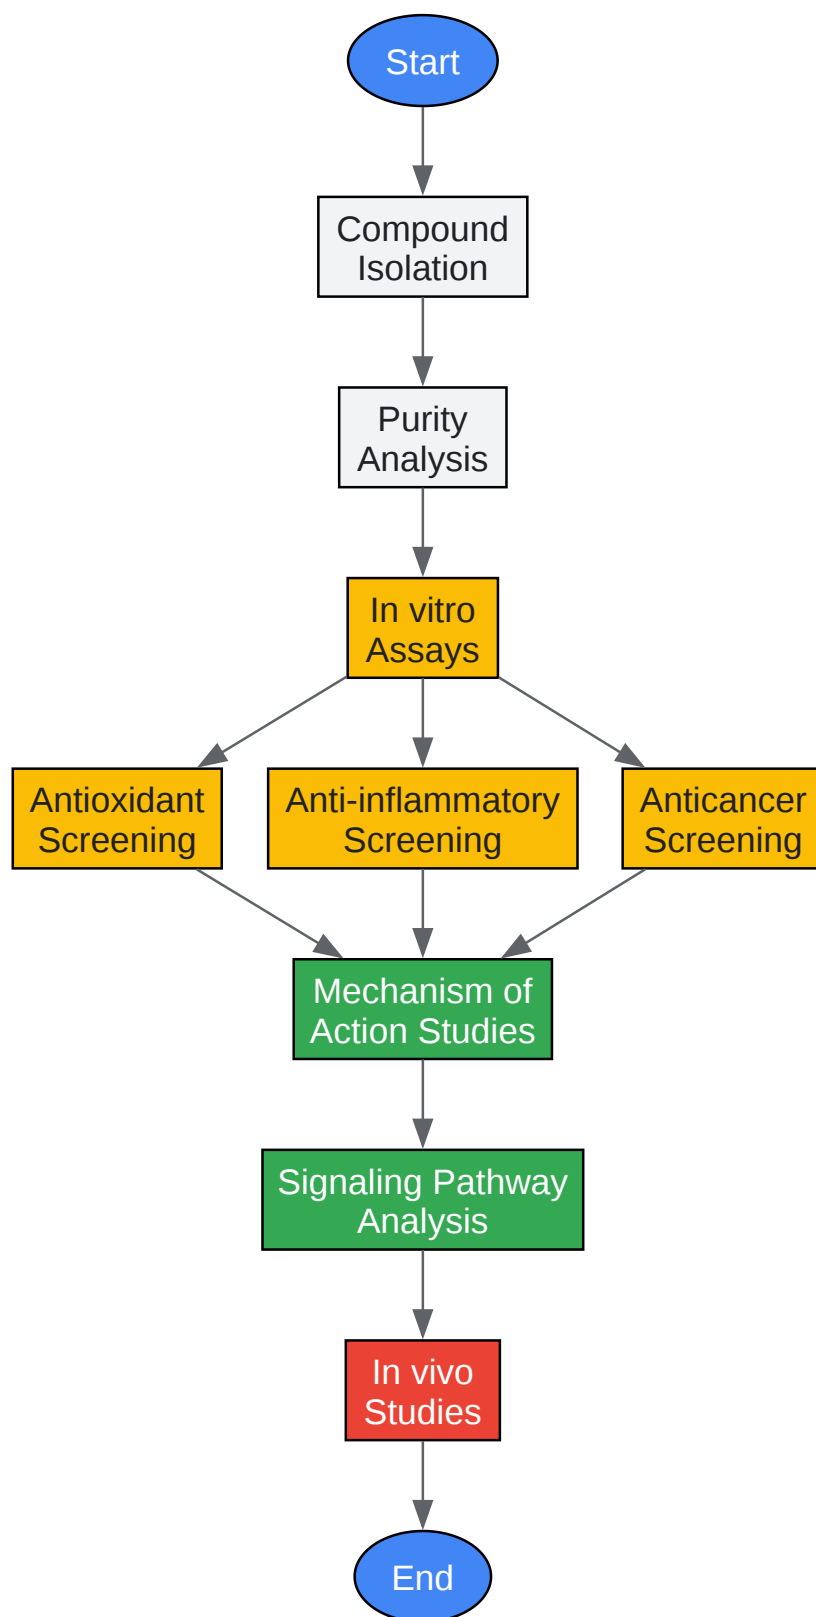 Start
Compound
Isolation
Purity
Analysis
In vitro
Assays
Antioxidant
Screening
Anti-inflammatory
Screening
Anticancer
Screening
Mechanism of
Action Studies
Signaling Pathway
Analysis
In vivo
Studies
End